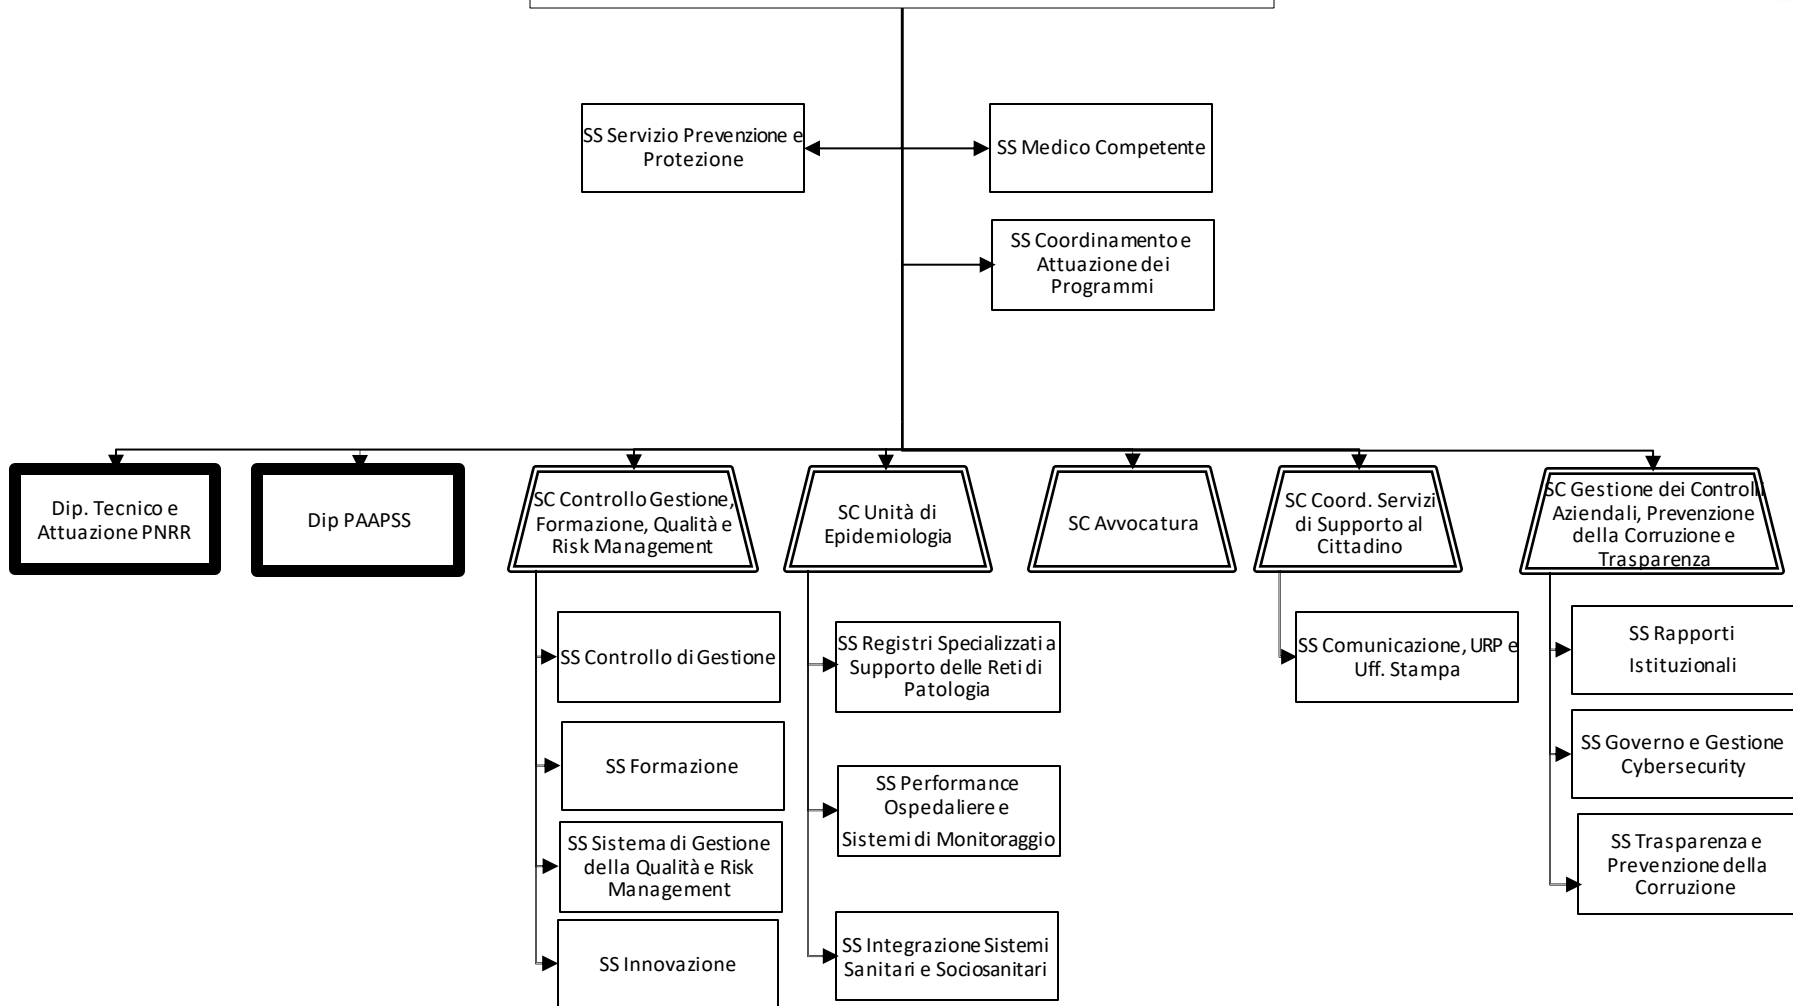 SS Servizio Prevenzione e
Protezione
SS Medico Competente
SS Coordinamento e
Attuazione dei
Programmi
Dip. Tecnico e
Attuazione PNRR
Dip PAAPSS
SC Controllo Gestione,
Formazione, Qualità e
Risk Management
SC Unità di
Epidemiologia
SC Avvocatura
SC Coord. Servizi
di Supporto al
Cittadino
SC Gestione dei Controlli
Aziendali, Prevenzione
della Corruzione e
Trasparenza
SS Controllo di Gestione
SS Formazione
SS Sistema di Gestione
della Qualità e Risk
Management
SS Innovazione
SS Registri Specializzati a
Supporto delle Reti di
Patologia
SS Performance
Ospedaliere e
Sistemi di Monitoraggio
SS Integrazione Sistemi
Sanitari e Sociosanitari
SS Comunicazione, URP e
Uff. Stampa
SS Rapporti
Istituzionali
SS Governo e Gestione
Cybersecurity
SS Trasparenza e
Prevenzione della
Corruzione